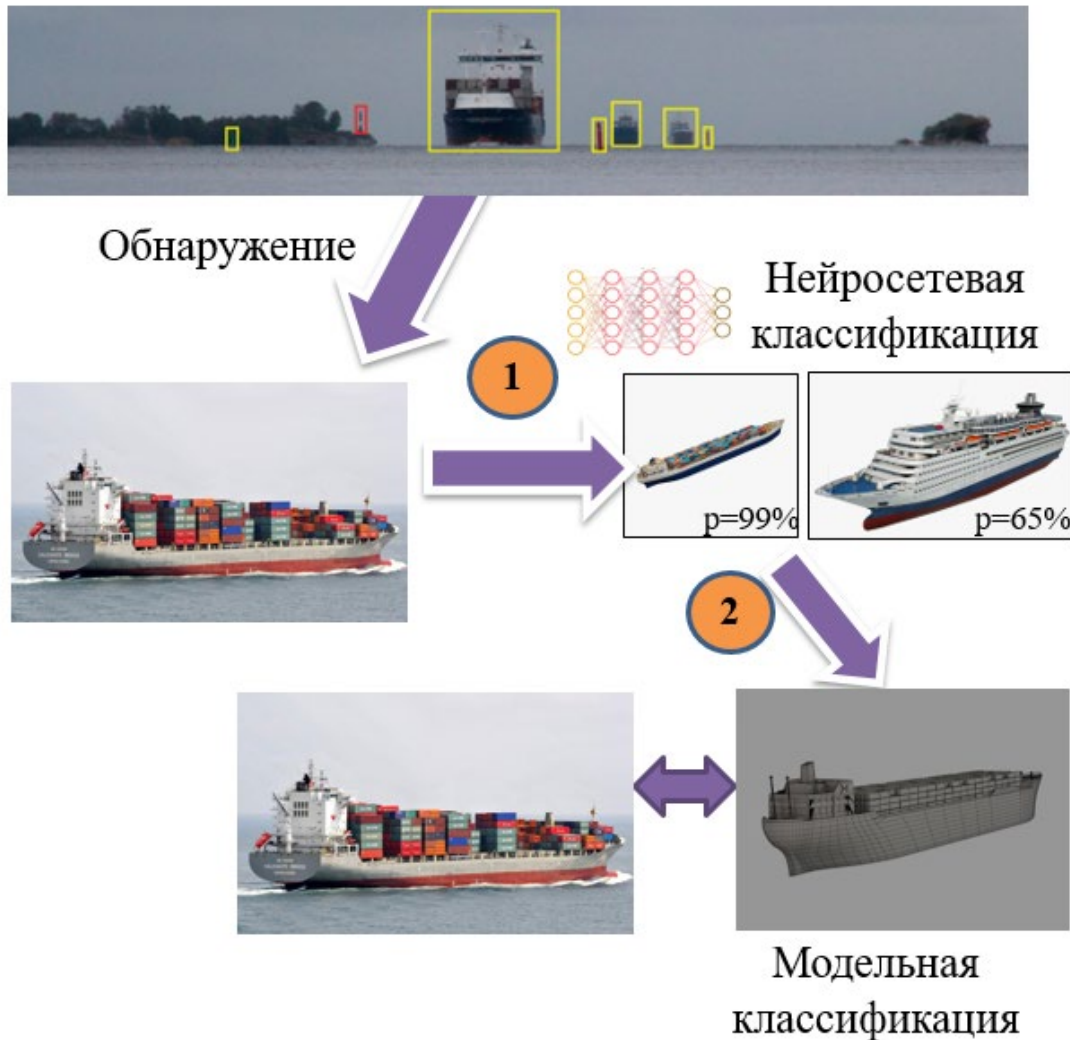 Обнаружение
Нейросетевая
классификация
1
p=99%
p=65%
2
Модельная
классификация